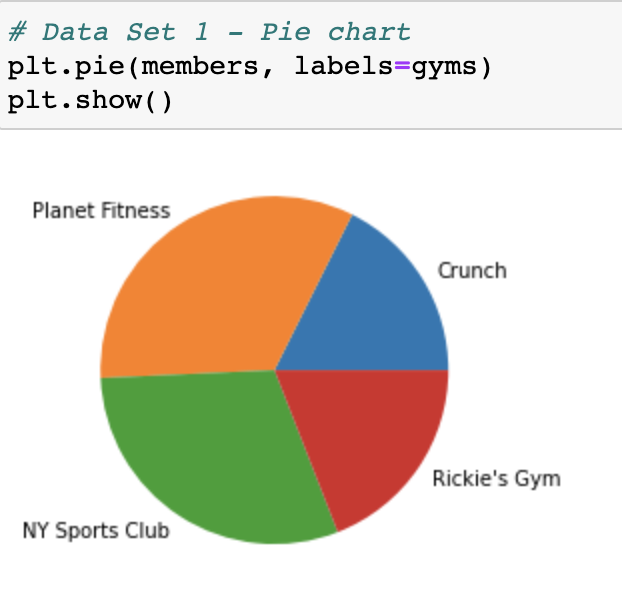 # Data Set 1 - Pie chart
plt.pie(members, labels=gyms)
plt.show()
Planet Fitness
Crunch
Rickie's Gym
NY Sports Club